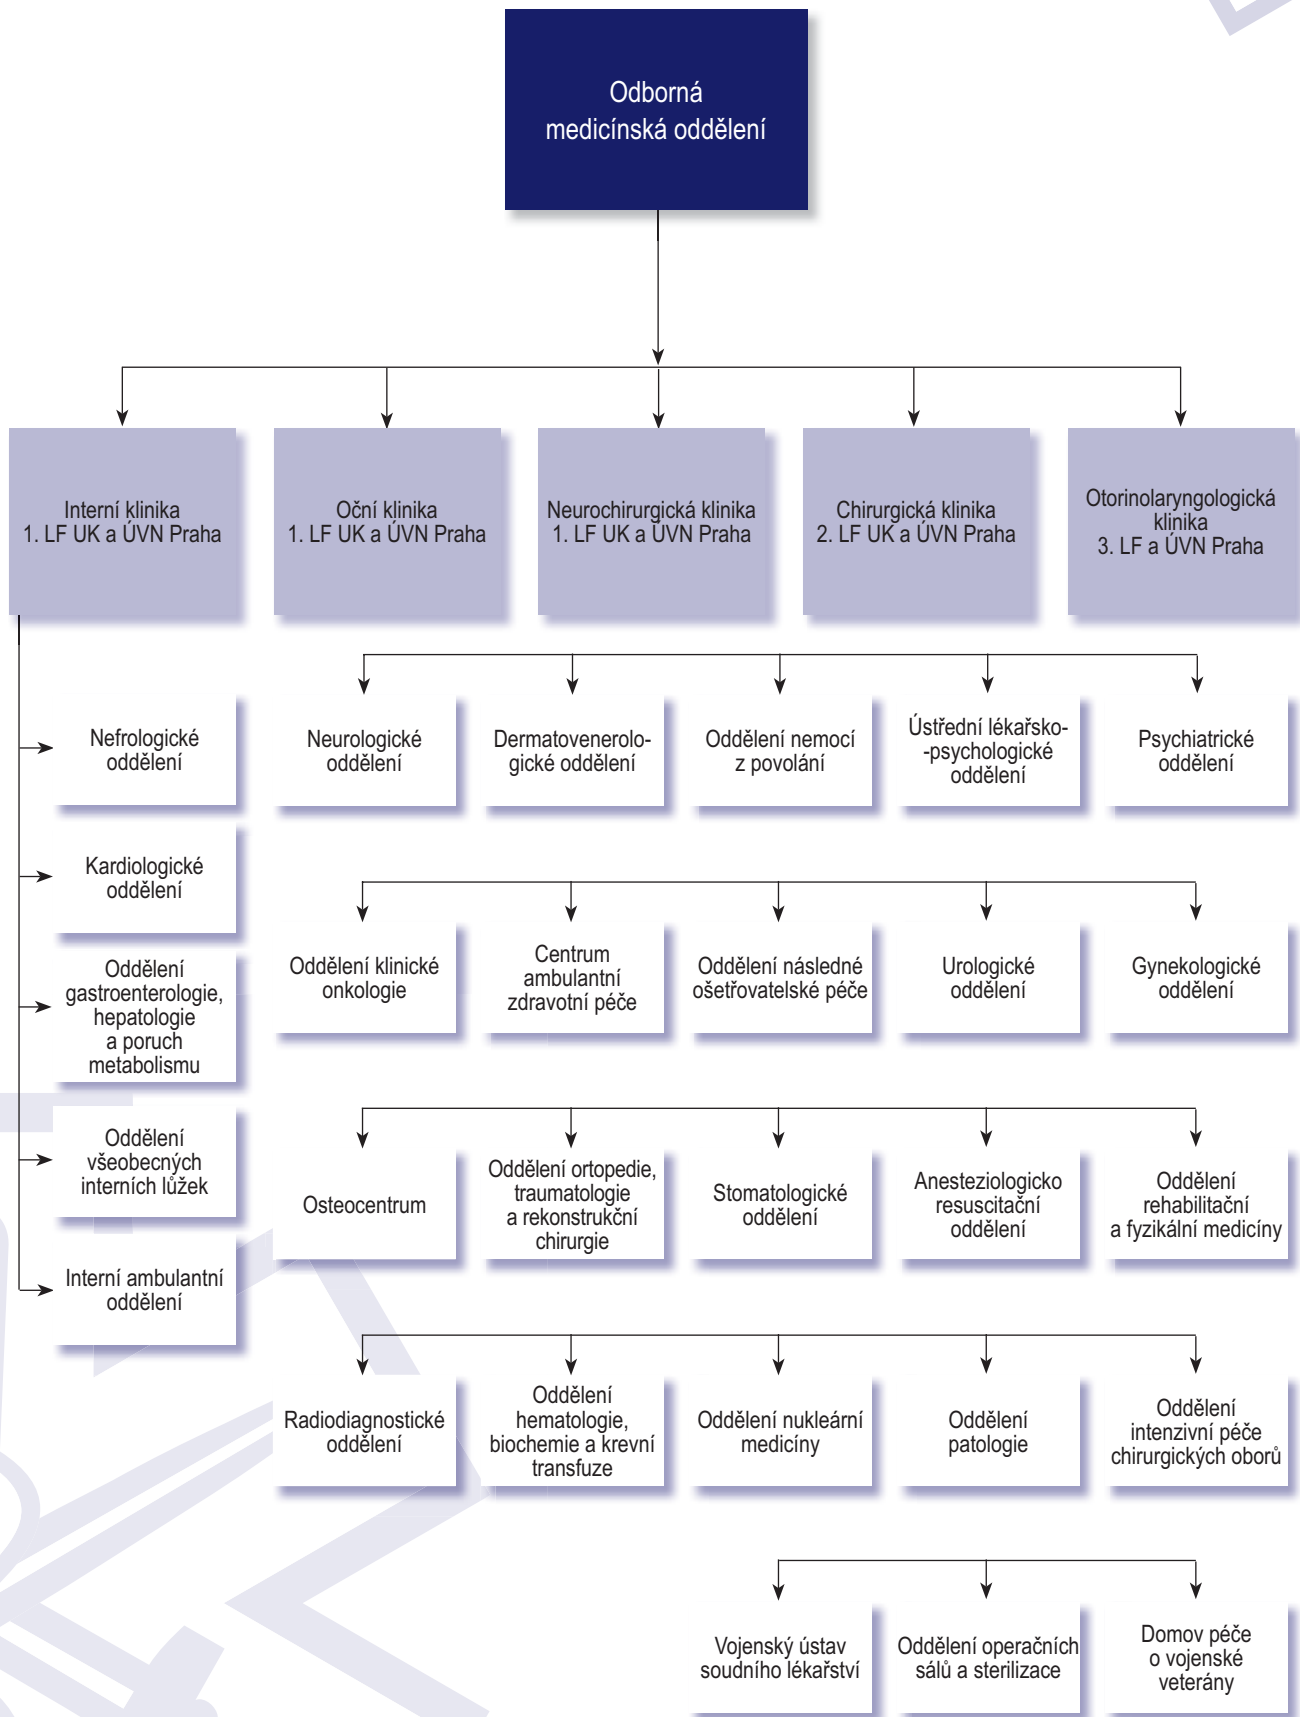 Odborná
medicínská oddělení
Interní klinika
1. LF UK a ÚVN Praha
Oční klinika
1. LF UK a ÚVN Praha
Neurochirurgická klinika
1. LF UK a ÚVN Praha
Chirurgická klinika
2. LF UK a ÚVN Praha
Otorinolaryngologická
klinika
3. LF a ÚVN Praha
Nefrologické
oddělení
Kardiologické
oddělení
Oddělení
gastroenterologie,
hepatologie
a poruch
metabolismu
Oddělení
všeobecných
interních lůžek
Interní ambulantní
oddělení
Neurologické
oddělení
Dermatovenerolo-
gické oddělení
Oddělení nemocí
z povolání
Ústřední lékařsko-
-psychologické
oddělení
Psychiatrické
oddělení
Oddělení klinické
onkologie
Centrum
ambulantní
zdravotní péče
Oddělení následné
ošetřovatelské péče
Urologické
oddělení
Gynekologické
oddělení
Osteocentrum
Oddělení ortopedie,
traumatologie
a rekonstrukční
chirurgie
Stomatologické
oddělení
Anesteziologicko
resuscitační
oddělení
Oddělení
rehabilitační
a fyzikální medicíny
Radiodiagnostické
oddělení
Oddělení
hematologie,
biochemie a krevní
transfuze
Oddělení nukleární
medicíny
Oddělení
patologie
Oddělení
intenzivní péče
chirurgických oborů
Vojenský ústav
soudního lékařství
Oddělení operačních
sálů a sterilizace
Domov péče
o vojenské
veterány